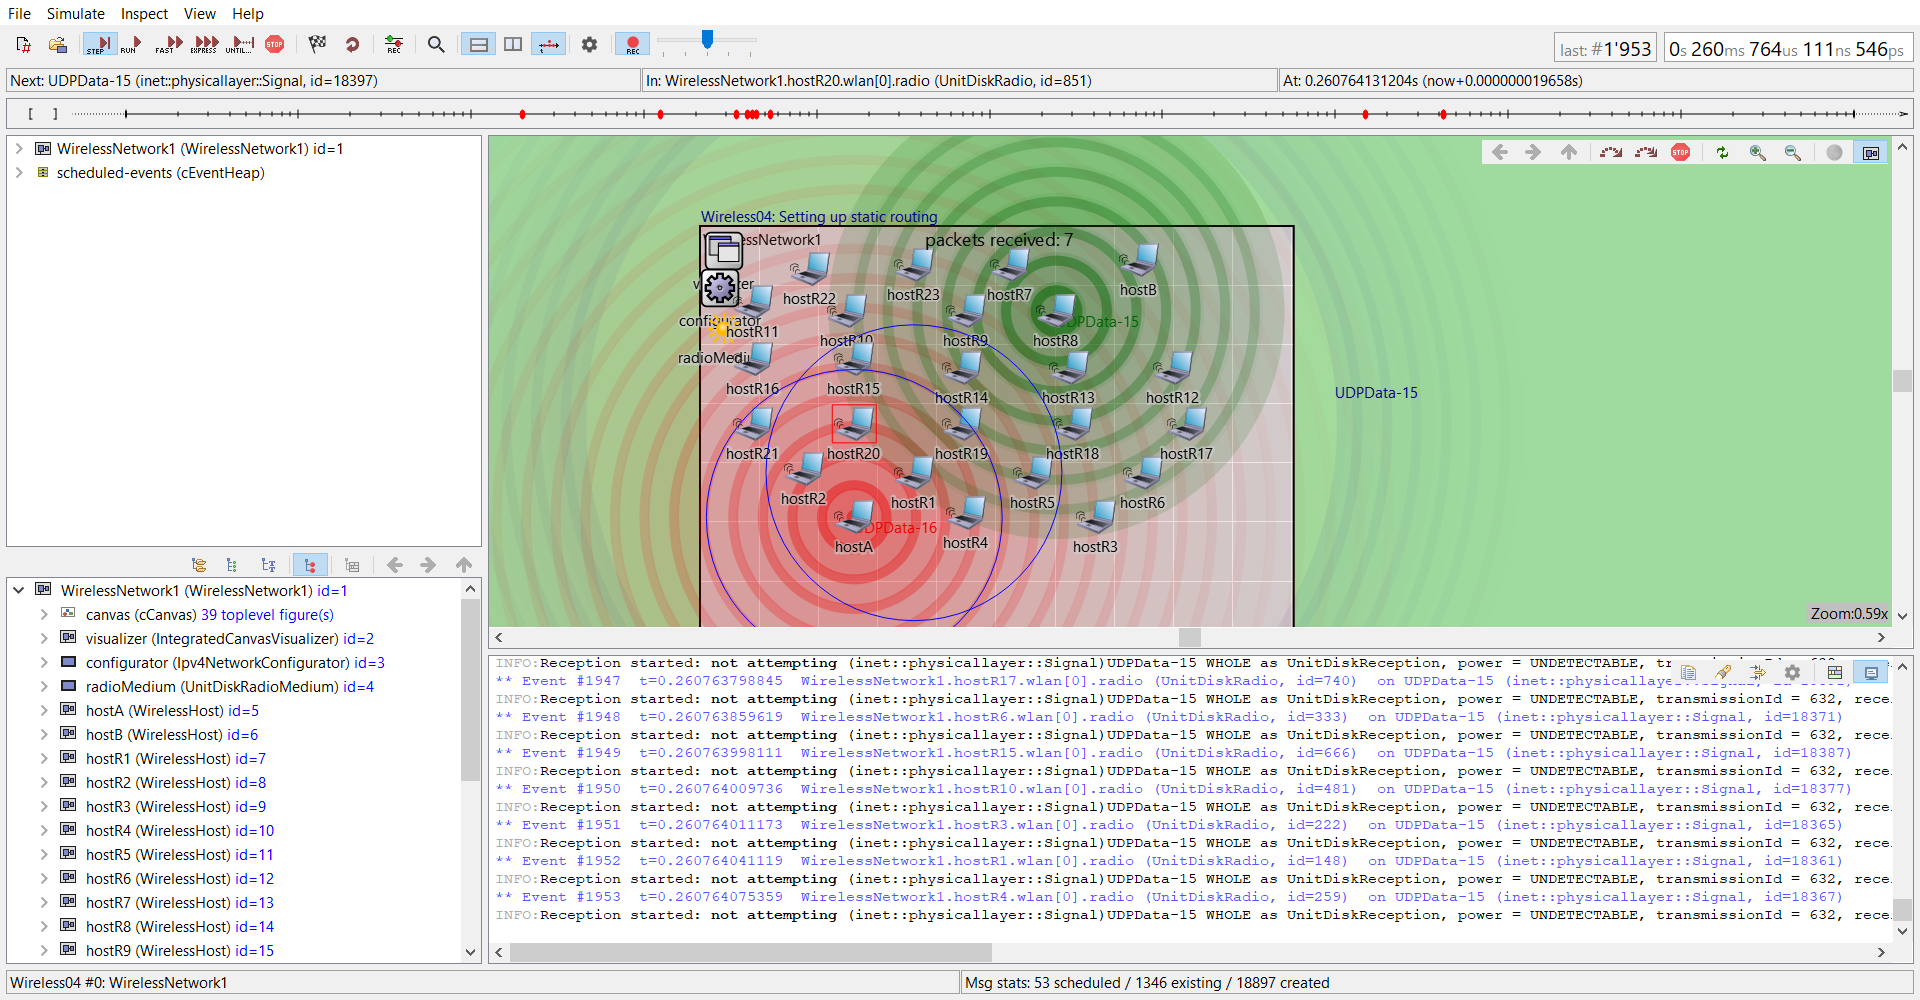 File Simulate Inspect View Help
STEP RUN FAST EXPRESS UNTIL... STOP REC REC
last: #1'953 0s 260ms 764us 111ns 546ps
Next: UDPData-15 (inet::physicallayer::Signal, id=18397) In: WirelessNetwork1.hostR20.wlan[0].radio (UnitDiskRadio, id=851) At: 0.260764131204s (now+0.000000019658s)
[ ]
WirelessNetwork1 (WirelessNetwork1) id=1
scheduled-events (cEventHeap)
WirelessNetwork1 (WirelessNetwork1) id=1
canvas (cCanvas) 39 toplevel figure(s)
visualizer (IntegratedCanvasVisualizer) id=2
configurator (Ipv4NetworkConfigurator) id=3
radioMedium (UnitDiskRadioMedium) id=4
hostA (WirelessHost) id=5
hostB (WirelessHost) id=6
hostR1 (WirelessHost) id=7
hostR2 (WirelessHost) id=8
hostR3 (WirelessHost) id=9
hostR4 (WirelessHost) id=10
hostR5 (WirelessHost) id=11
hostR6 (WirelessHost) id=12
hostR7 (WirelessHost) id=13
hostR8 (WirelessHost) id=14
hostR9 (WirelessHost) id=15
STOP
Wireless04: Setting up static routing
essNetwork1 packets received: 7
hostR22 hostR23 hostR7 hostB
configurator
hostR11 hostR10 hostR9 hostR8 UDPData-15
radioMedi
hostR16 hostR15 hostR14 hostR13 hostR12 UDPData-15
hostR21 hostR20 hostR19 hostR18 hostR17
hostR2 hostR1 hostR5 hostR6
UDPData-16
hostA hostR4 hostR3
Zoom:0.59x
INFO:Reception started: not attempting (inet::physicallayer::Signal)UDPData-15 WHOLE as UnitDiskReception, power = UNDETECTABLE,
** Event #1947 t=0.260763798845 WirelessNetwork1.hostR17.wlan[0].radio (UnitDiskRadio, id=740) on UDPData-15
INFO:Reception started: not attempting (inet::physicallayer::Signal)UDPData-15 WHOLE as UnitDiskReception, power = UNDETECTABLE, transmissionId = 632, rece
** Event #1948 t=0.260763859619 WirelessNetwork1.hostR6.wlan[0].radio (UnitDiskRadio, id=333) on UDPData-15 (inet::physicallayer::Signal, id=18371)
INFO:Reception started: not attempting (inet::physicallayer::Signal)UDPData-15 WHOLE as UnitDiskReception, power = UNDETECTABLE, transmissionId = 632, rece
** Event #1949 t=0.260763998111 WirelessNetwork1.hostR15.wlan[0].radio (UnitDiskRadio, id=666) on UDPData-15 (inet::physicallayer::Signal, id=18387)
INFO:Reception started: not attempting (inet::physicallayer::Signal)UDPData-15 WHOLE as UnitDiskReception, power = UNDETECTABLE, transmissionId = 632, rece
** Event #1950 t=0.260764009736 WirelessNetwork1.hostR10.wlan[0].radio (UnitDiskRadio, id=481) on UDPData-15 (inet::physicallayer::Signal, id=18377)
INFO:Reception started: not attempting (inet::physicallayer::Signal)UDPData-15 WHOLE as UnitDiskReception, power = UNDETECTABLE, transmissionId = 632, rece
** Event #1951 t=0.260764011173 WirelessNetwork1.hostR3.wlan[0].radio (UnitDiskRadio, id=222) on UDPData-15 (inet::physicallayer::Signal, id=18365)
INFO:Reception started: not attempting (inet::physicallayer::Signal)UDPData-15 WHOLE as UnitDiskReception, power = UNDETECTABLE, transmissionId = 632, rece
** Event #1952 t=0.260764041119 WirelessNetwork1.hostR1.wlan[0].radio (UnitDiskRadio, id=148) on UDPData-15 (inet::physicallayer::Signal, id=18361)
INFO:Reception started: not attempting (inet::physicallayer::Signal)UDPData-15 WHOLE as UnitDiskReception, power = UNDETECTABLE, transmissionId = 632, rece
** Event #1953 t=0.260764075359 WirelessNetwork1.hostR4.wlan[0].radio (UnitDiskRadio, id=259) on UDPData-15 (inet::physicallayer::Signal, id=18367)
INFO:Reception started: not attempting (inet::physicallayer::Signal)UDPData-15 WHOLE as UnitDiskReception, power = UNDETECTABLE, transmissionId = 632, rece
Wireless04 #0: WirelessNetwork1 Msg stats: 53 scheduled / 1346 existing / 18897 created